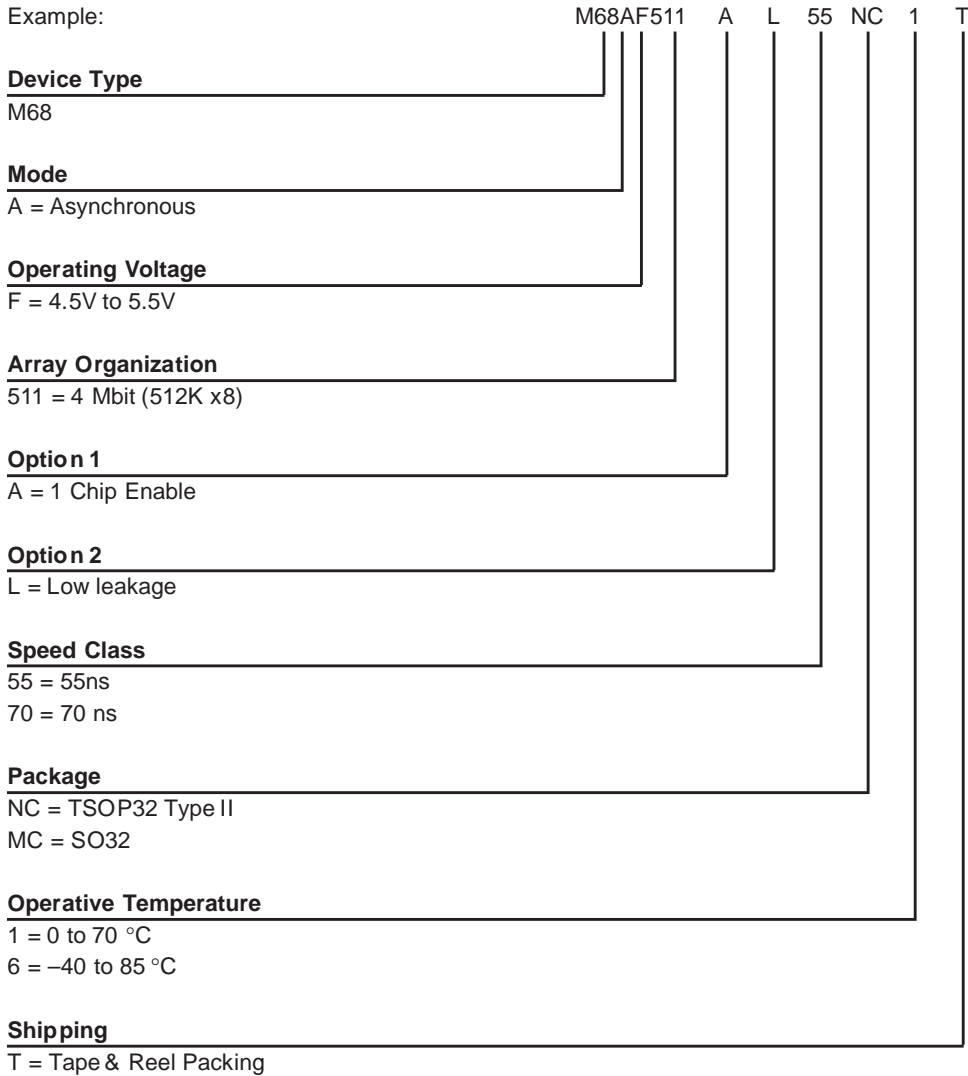 Example: M68AF511 A L 55 NC 1 T
Device Type
M68
Mode
A = Asynchronous
Operating Voltage
F = 4.5V to 5.5V
Array Organization
511 = 4 Mbit (512K x8)
Option 1
A = 1 Chip Enable
Option 2
L = Low leakage
Speed Class
55 = 55ns
70 = 70 ns
Package
NC = TSOP32 Type II
MC = SO32
Operative Temperature
1 = 0 to 70 °C
6 = –40 to 85 °C
Shipping
T = Tape & Reel Packing